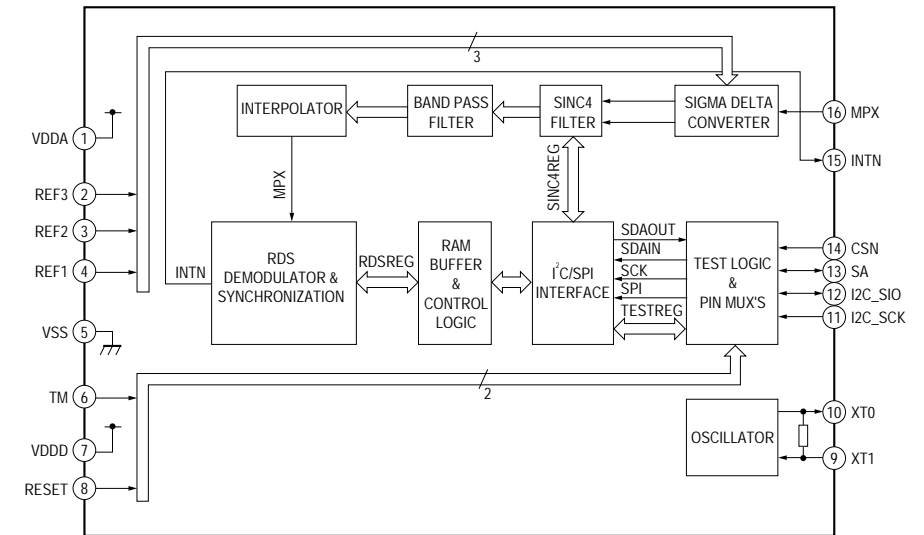 3
INTERPOLATOR
BAND PASS
FILTER
SINC4
FILTER
SIGMA DELTA
CONVERTER
16 MPX
15 INTN
VDDA 1
REF3 2
REF2 3
REF1 4
VSS 5
TM 6
VDDD 7
RESET 8
MPX
SINC4REG
INTN
RDS
DEMODULATOR &
SYNCHRONIZATION
RDSREG
RAM
BUFFER
&
CONTROL
LOGIC
I²C/SPI
INTERFACE
SDAOUT
SDAIN
SCK
SPI
TESTREG
TEST LOGIC
&
PIN MUX'S
14 CSN
13 SA
12 I2C_SIO
11 I2C_SCK
2
OSCILLATOR
10 XT0
9 XT1